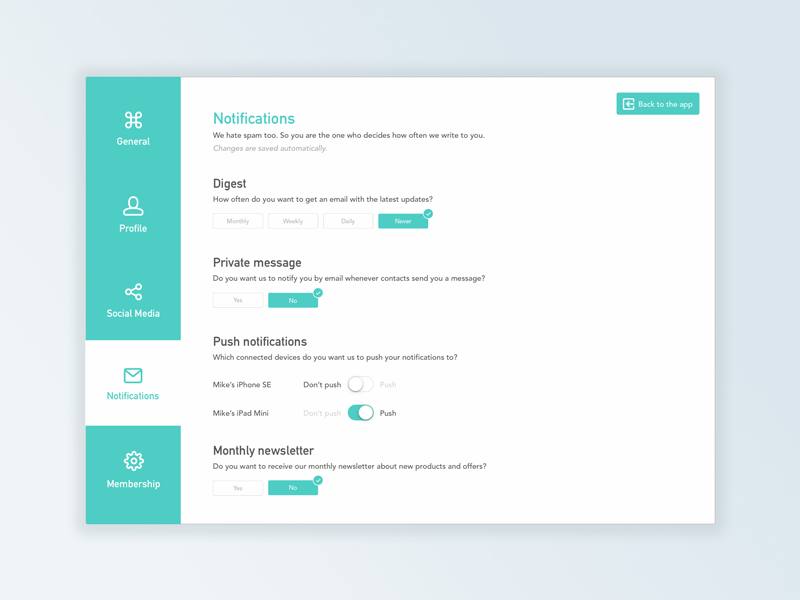 General
Profile
Social Media
Notifications
Membership
Back to the app
Notifications
We hate spam too. So you are the one who decides how often we write to you.
Changes are saved automatically.
Digest
How often do you want to get an email with the latest updates?
Monthly Weekly Daily Never
Private message
Do you want us to notify you by email whenever contacts send you a message?
Yes No
Push notifications
Which connected devices do you want us to push your notifications to?
Mike's iPhone SE Don't push Push
Mike's iPad Mini Don't push Push
Monthly newsletter
Do you want to receive our monthly newsletter about new products and offers?
Yes No